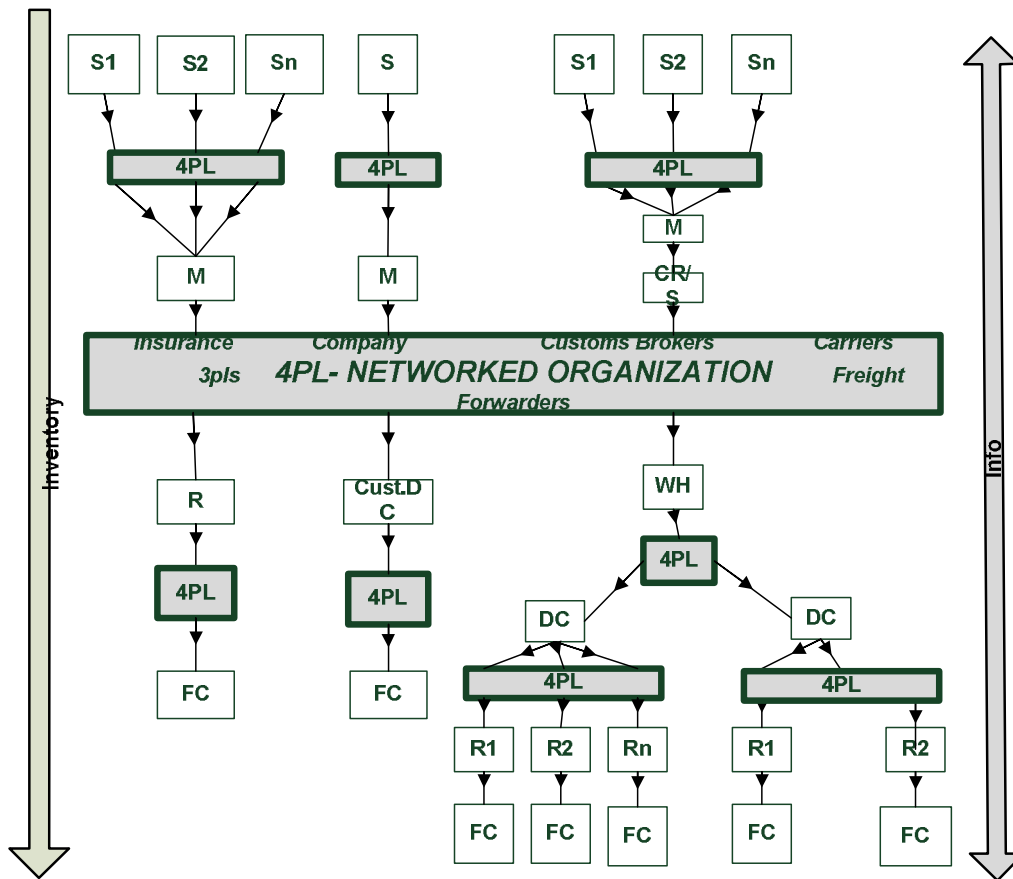 S1
S2
Sn
S
S1
S2
Sn
4PL
4PL
4PL
M
M
M
CR/
S
Insurance Company Customs Brokers Carriers
3pls 4PL- NETWORKED ORGANIZATION Freight
Forwarders
Inventory
Info
R
Cust.D
C
WH
4PL
4PL
4PL
DC
DC
FC
FC
4PL
4PL
R1
R2
Rn
R1
R2
FC
FC
FC
FC
FC